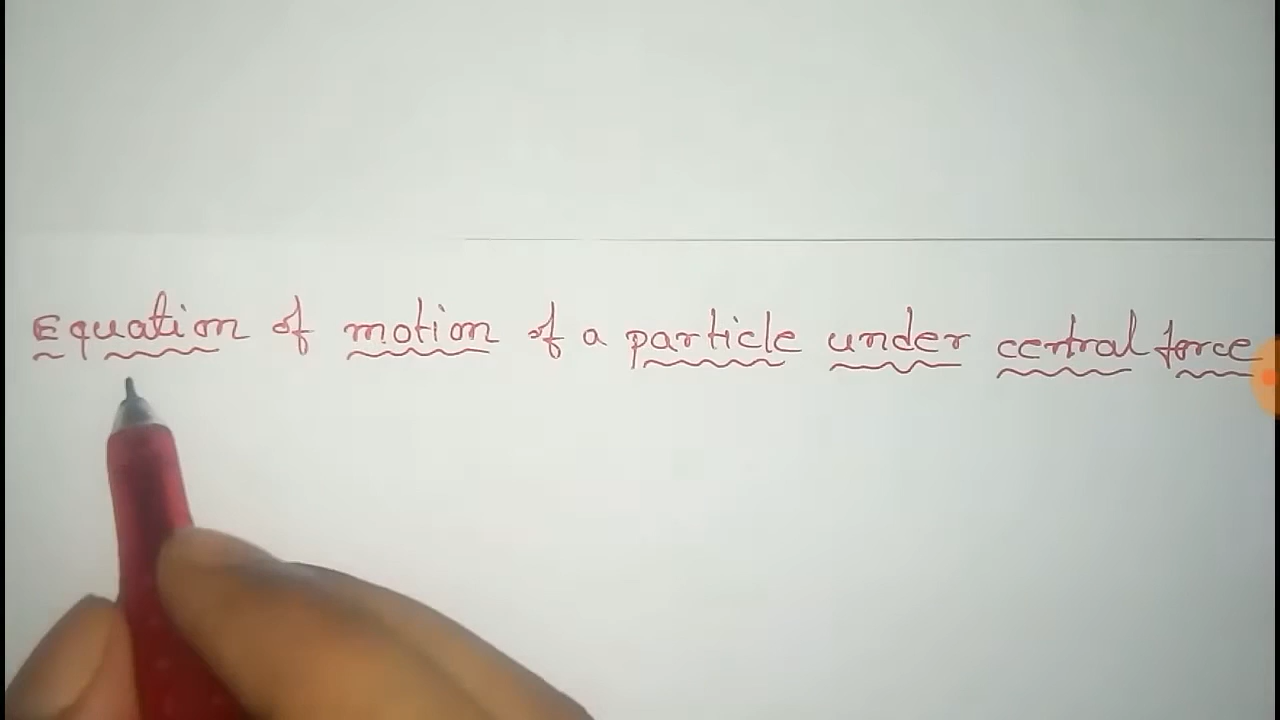 Equation of motion of a particle under central force